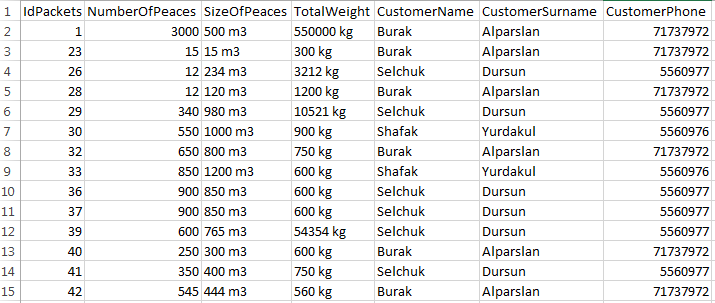 1 IdPackets NumberOfPeaces SizeOfPeaces TotalWeight CustomerName CustomerSurname CustomerPhone
2 1 3000 500 m3 550000 kg Burak Alparslan 71737972
3 23 15 15 m3 300 kg Burak Alparslan 71737972
4 26 12 234 m3 3212 kg Selchuk Dursun 5560977
5 28 12 120 m3 1200 kg Burak Alparslan 71737972
6 29 340 980 m3 10521 kg Selchuk Dursun 5560977
7 30 550 1000 m3 900 kg Shafak Yurdakul 5560976
8 32 650 800 m3 750 kg Burak Alparslan 71737972
9 33 850 1200 m3 600 kg Shafak Yurdakul 5560976
10 36 900 850 m3 600 kg Selchuk Dursun 5560977
11 37 900 850 m3 600 kg Selchuk Dursun 5560977
12 39 600 765 m3 54354 kg Selchuk Dursun 5560977
13 40 250 300 m3 600 kg Burak Alparslan 71737972
14 41 350 400 m3 750 kg Selchuk Dursun 5560977
15 42 545 444 m3 560 kg Burak Alparslan 71737972